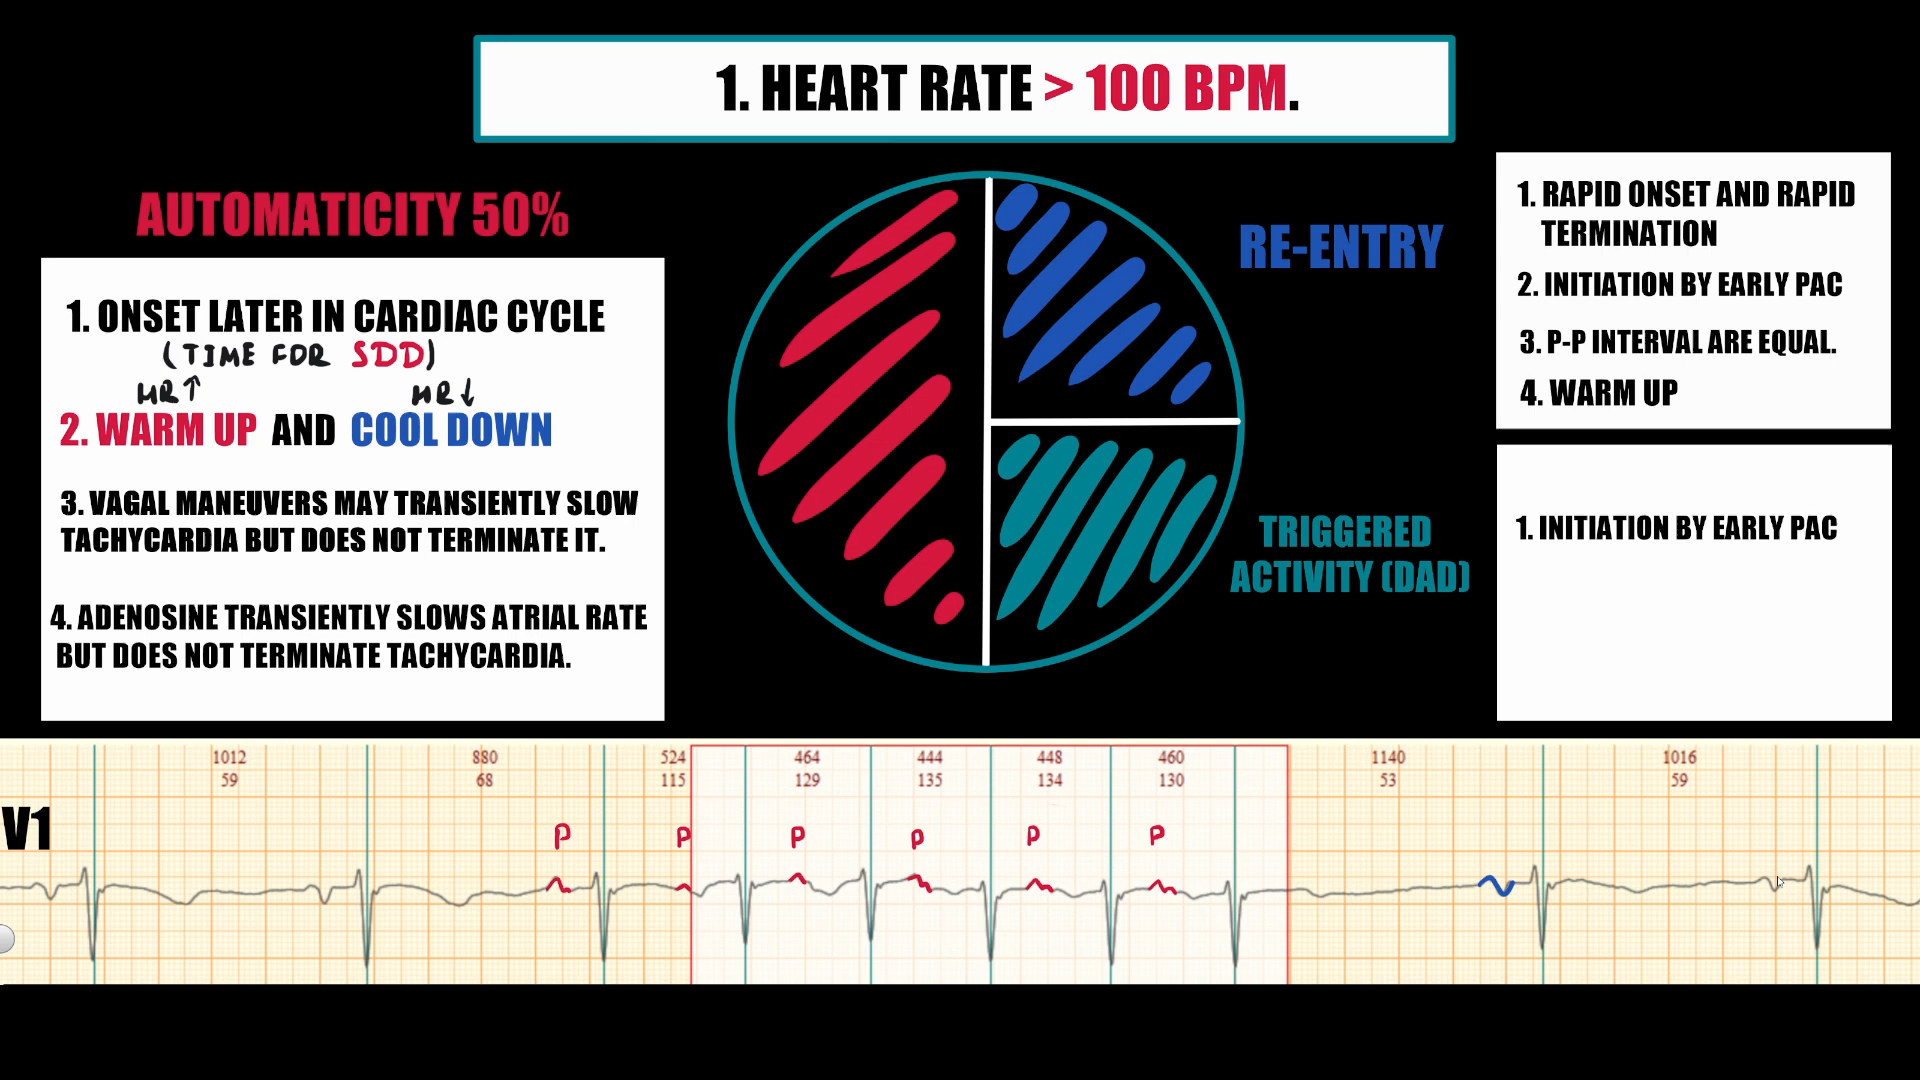 1. HEART RATE > 100 BPM.
AUTOMATICITY 50%
1. ONSET LATER IN CARDIAC CYCLE
(TIME FOR SDD)
HR↑ HR↓
2. WARM UP AND COOL DOWN
3. VAGAL MANEUVERS MAY TRANSIENTLY SLOW
TACHYCARDIA BUT DOES NOT TERMINATE IT.
4. ADENOSINE TRANSIENTLY SLOWS ATRIAL RATE
BUT DOES NOT TERMINATE TACHYCARDIA.
RE-ENTRY
TRIGGERED
ACTIVITY (DAD)
1. RAPID ONSET AND RAPID
TERMINATION
2. INITIATION BY EARLY PAC
3. P-P INTERVAL ARE EQUAL.
4. WARM UP
1. INITIATION BY EARLY PAC
1012 880 524 464 444 448 460 1140 1016
59 68 115 129 135 134 130 53 59
V1
P P P P P P